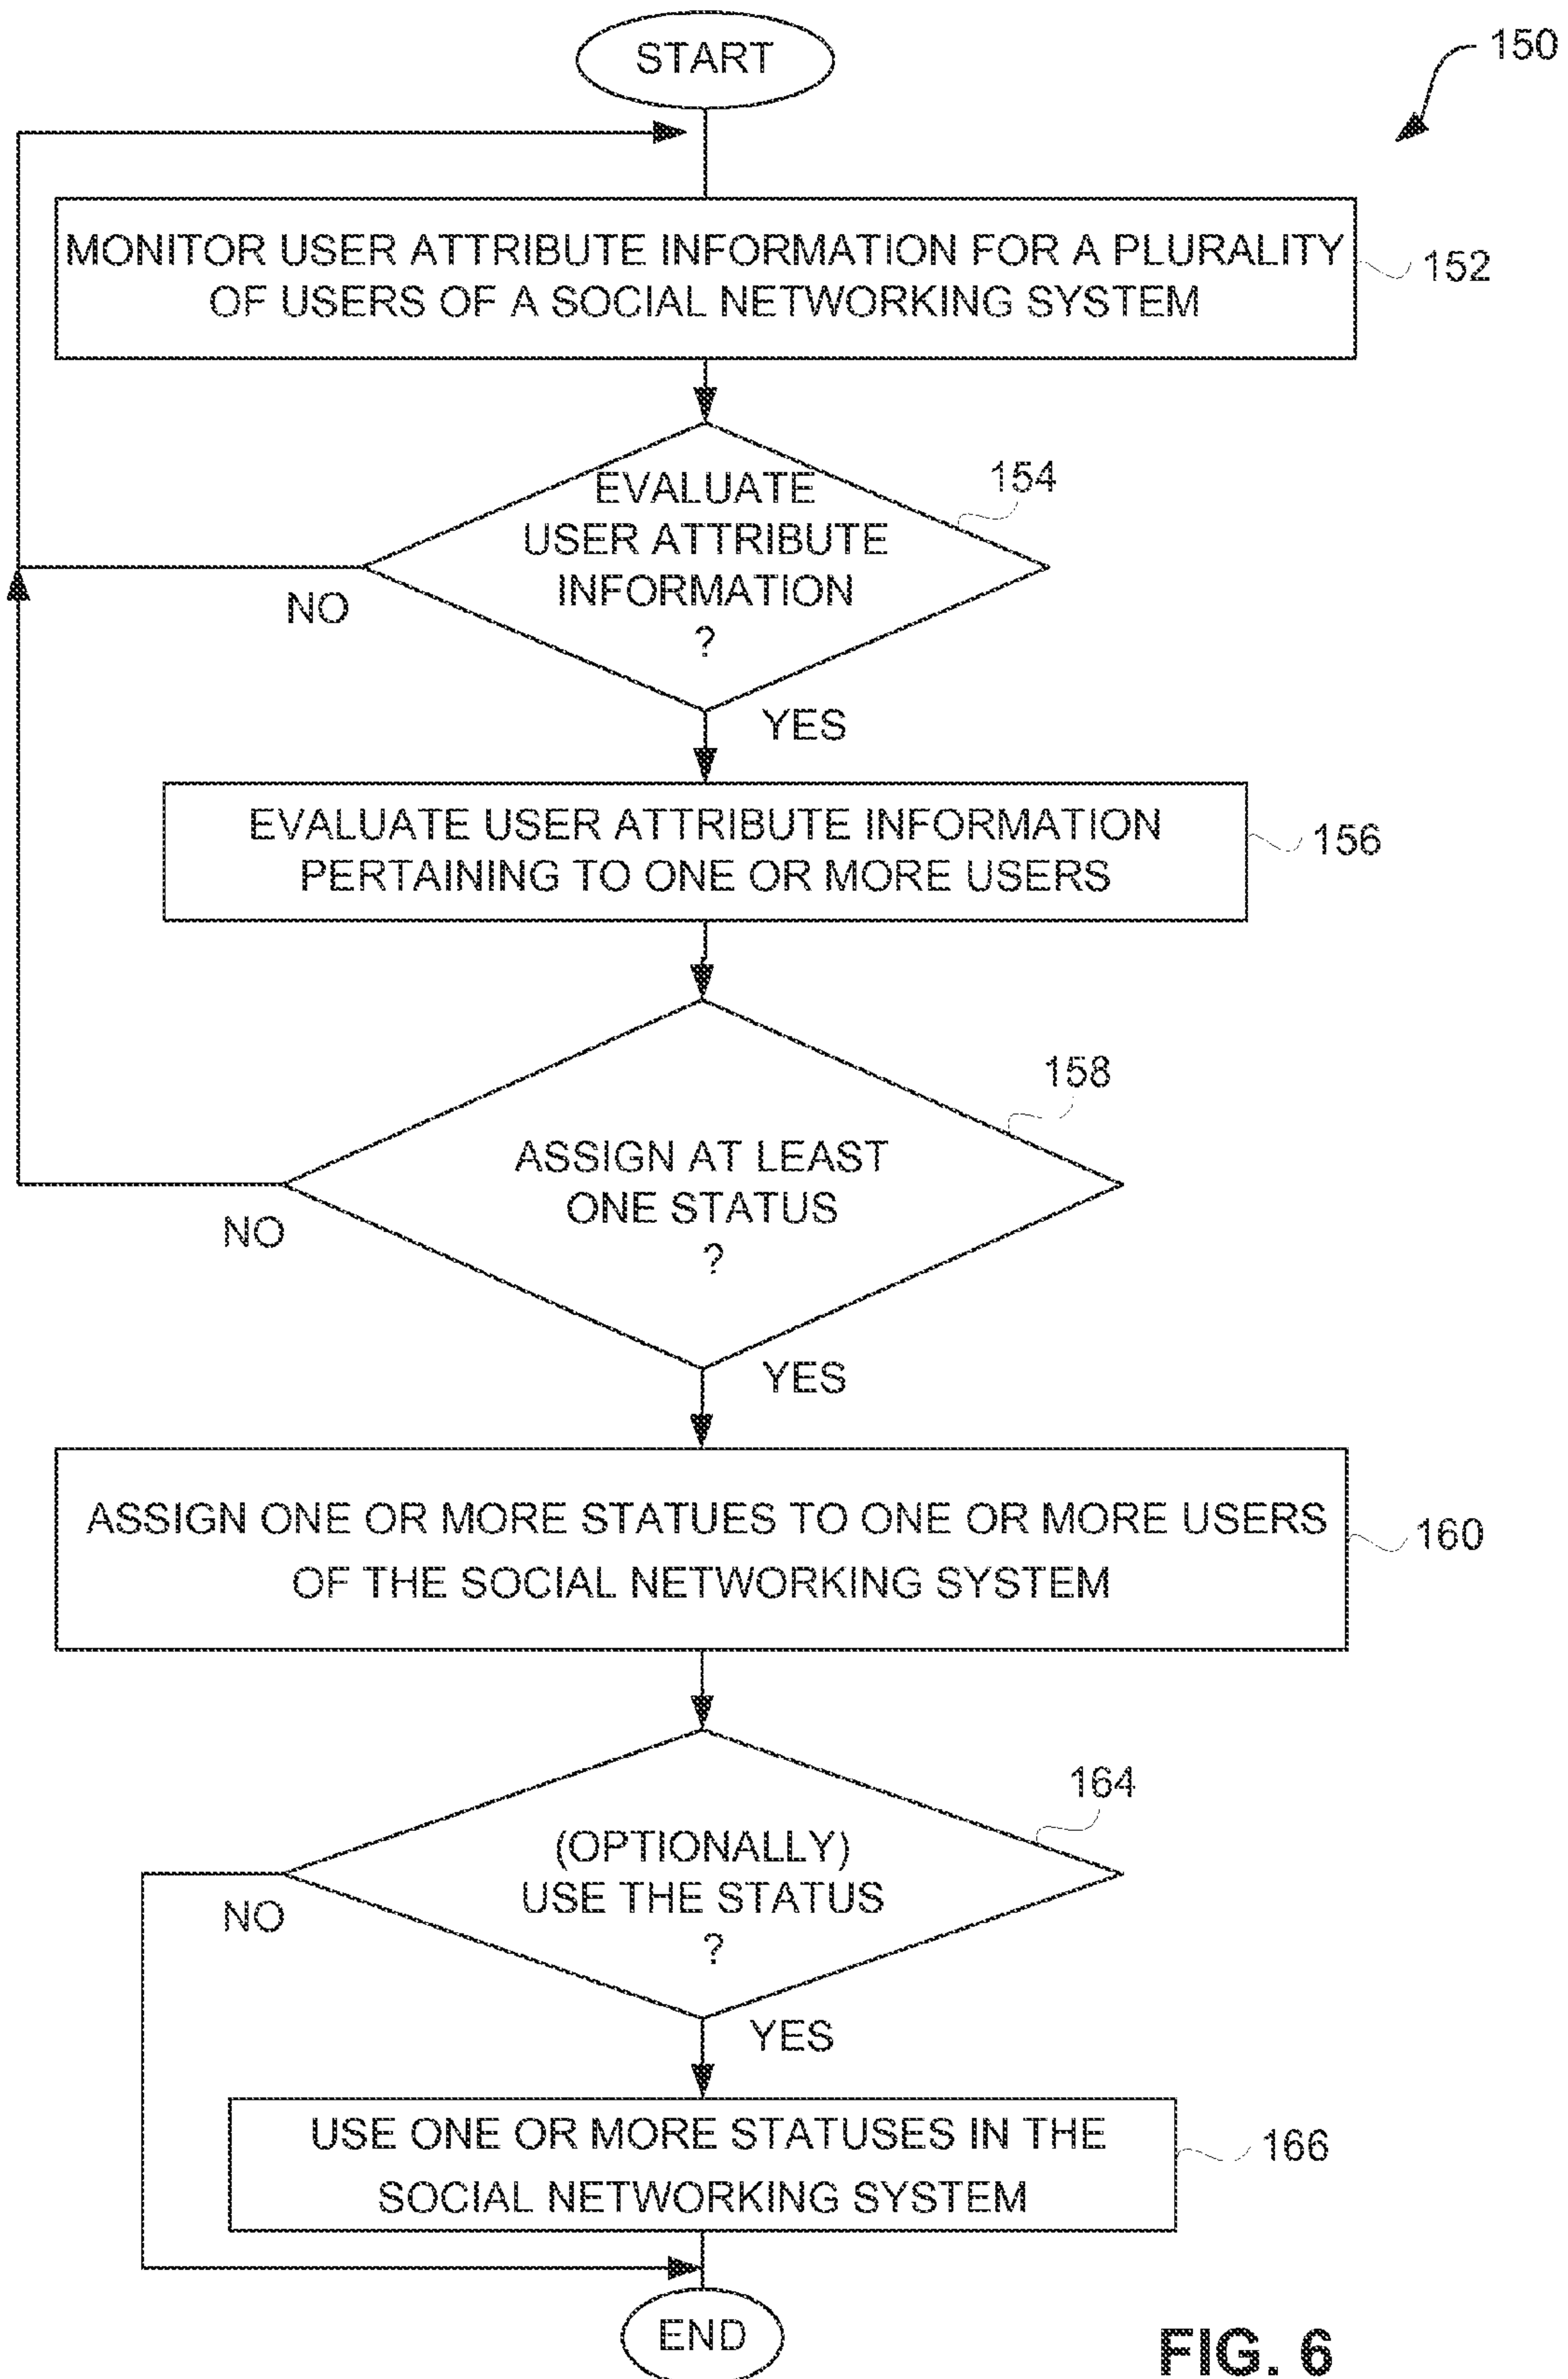 START
150
MONITOR USER ATTRIBUTE INFORMATION FOR A PLURALITY
OF USERS OF A SOCIAL NETWORKING SYSTEM
152
EVALUATE
USER ATTRIBUTE
INFORMATION
?
154
NO
YES
EVALUATE USER ATTRIBUTE INFORMATION
PERTAINING TO ONE OR MORE USERS
156
158
ASSIGN AT LEAST
ONE STATUS
?
NO
YES
ASSIGN ONE OR MORE STATUES TO ONE OR MORE USERS
OF THE SOCIAL NETWORKING SYSTEM
160
164
(OPTIONALLY)
USE THE STATUS
?
NO
YES
USE ONE OR MORE STATUSES IN THE
SOCIAL NETWORKING SYSTEM
166
END
FIG. 6